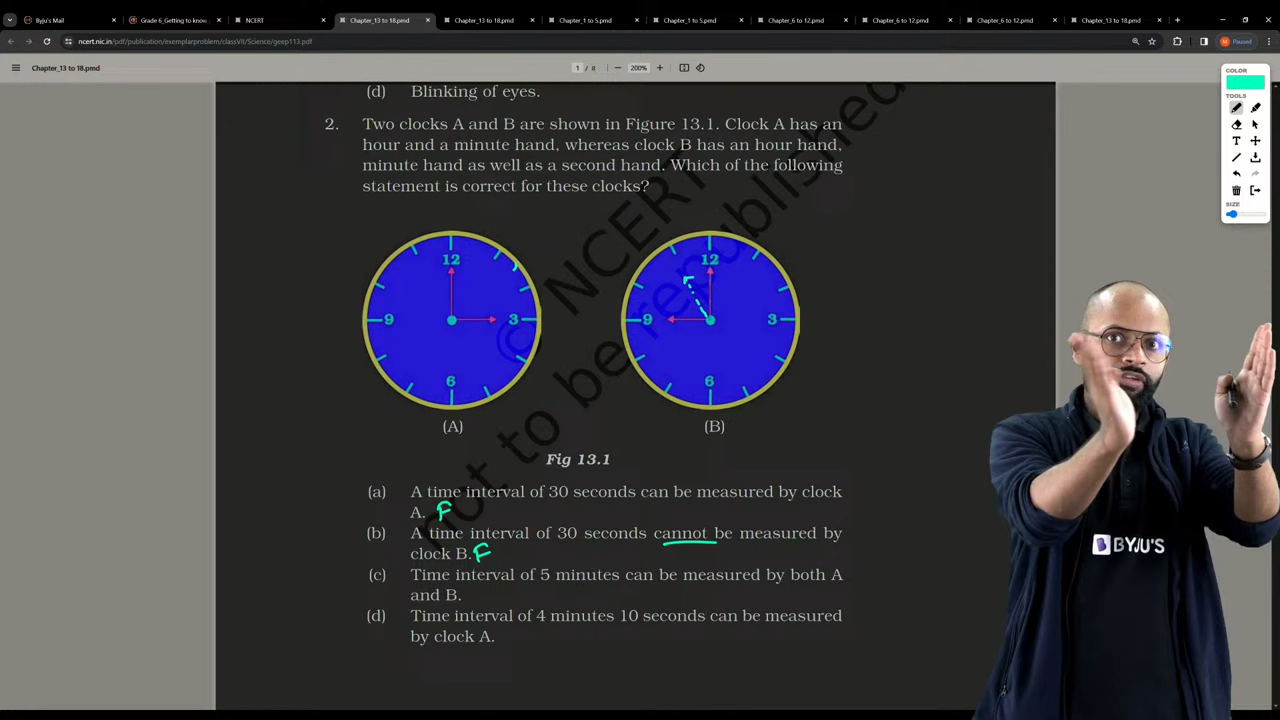 Byju's Mail
Grade 6_Getting to know
NCERT
Chapter_13 to 18.pmd
Chapter_13 to 18.pmd
Chapter_1 to 5.pmd
Chapter_1 to 5.pmd
Chapter_6 to 12.pmd
Chapter_6 to 12.pmd
Chapter_6 to 12.pmd
Chapter_13 to 18.pmd
ncert.nic.in/pdf/publication/exemplarproblem/classVII/Science/geep113.pdf
M Paused
Chapter_13 to 18.pmd
1 / 8
200%
COLOR
TOOLS
T
SIZE
(d) Blinking of eyes.
2. Two clocks A and B are shown in Figure 13.1. Clock A has an
hour and a minute hand, whereas clock B has an hour hand,
minute hand as well as a second hand. Which of the following
statement is correct for these clocks?
12
9 3
6
(A)
12
9 3
6
(B)
Fig 13.1
(a) A time interval of 30 seconds can be measured by clock
A. F
(b) A time interval of 30 seconds cannot be measured by
clock B. F
(c) Time interval of 5 minutes can be measured by both A
and B.
(d) Time interval of 4 minutes 10 seconds can be measured
by clock A.
© NCERT
not to be republished
BYJU'S